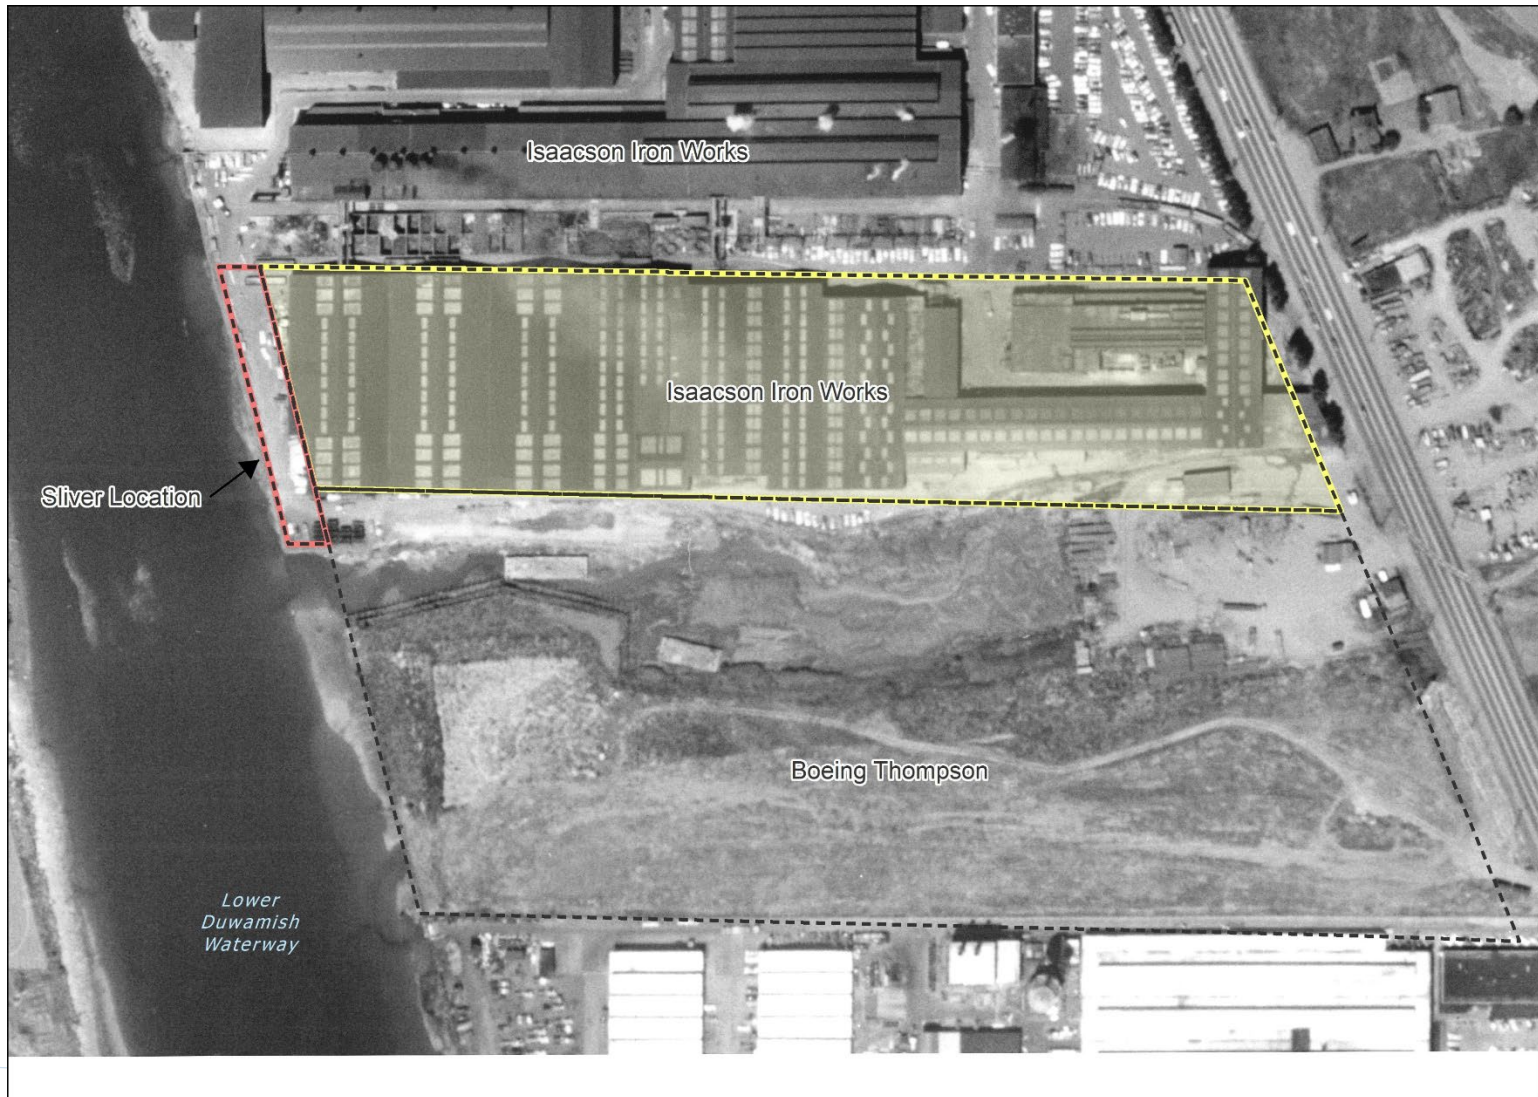 Isaacson Iron Works
Isaacson Iron Works
Sliver Location
Boeing Thompson
Lower
Duwamish
Waterway